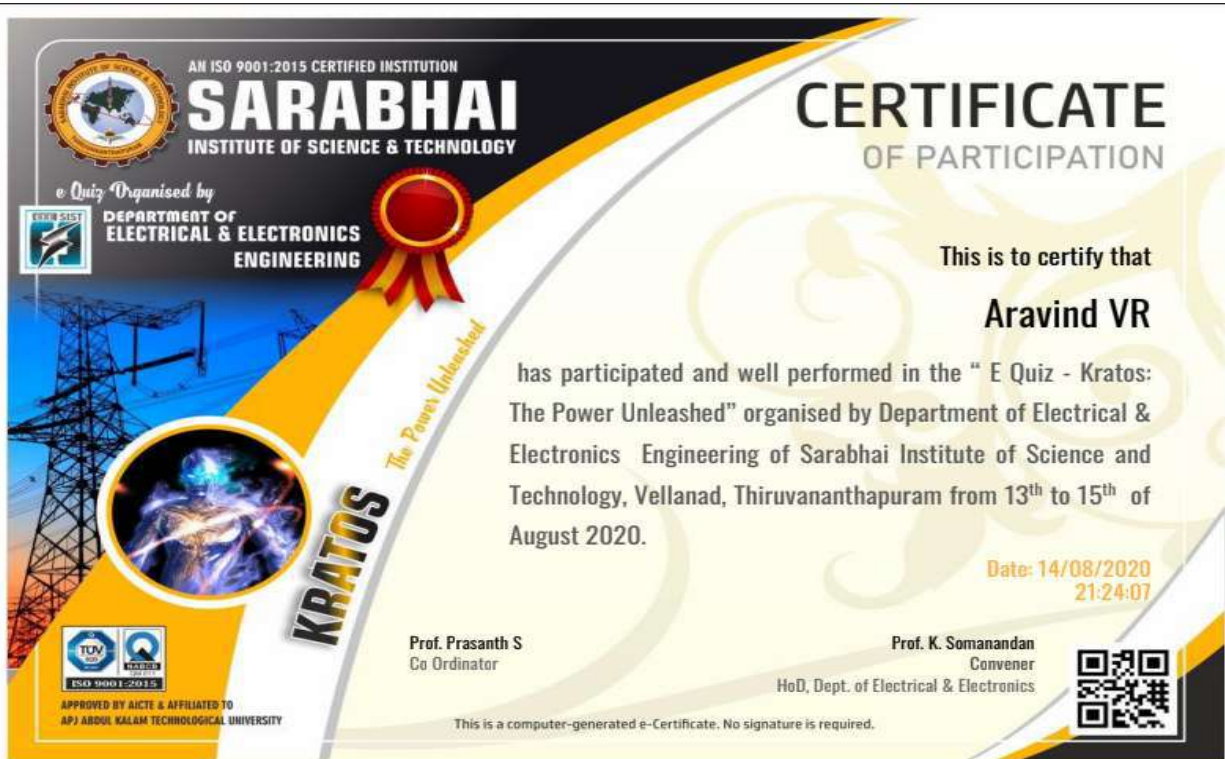 AN ISO 9001:2015 CERTIFIED INSTITUTION
SARABHAI
INSTITUTE OF SCIENCE & TECHNOLOGY
e Quiz Organised by
DEPARTMENT OF
ELECTRICAL & ELECTRONICS
ENGINEERING
CERTIFICATE
OF PARTICIPATION
This is to certify that
Aravind VR
has participated and well performed in the “ E Quiz - Kratos:
The Power Unleashed” organised by Department of Electrical &
Electronics Engineering of Sarabhai Institute of Science and
Technology, Vellanad, Thiruvananthapuram from 13th to 15th of
August 2020.
KRATOS
The Power Unleashed
Date: 14/08/2020
21:24:07
Prof. Prasanth S
Co Ordinator
Prof. K. Somanandan
Convener
HoD, Dept. of Electrical & Electronics
TUV
NABCB
ISO 9001:2015
APPROVED BY AICTE & AFFILIATED TO
APJ ABDUL KALAM TECHNOLOGICAL UNIVERSITY
This is a computer-generated e-Certificate. No signature is required.